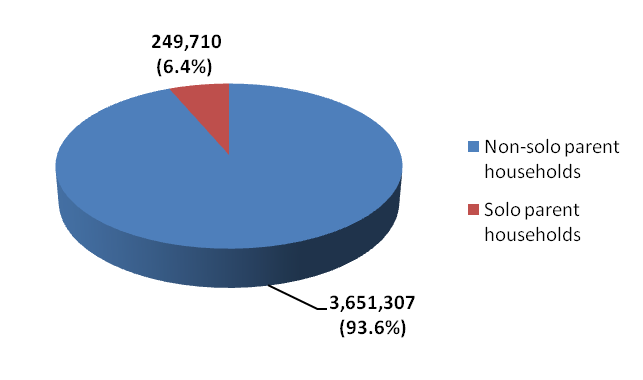 249,710
(6.4%)
Non-solo parent
households
Solo parent
households
3,651,307
(93.6%)